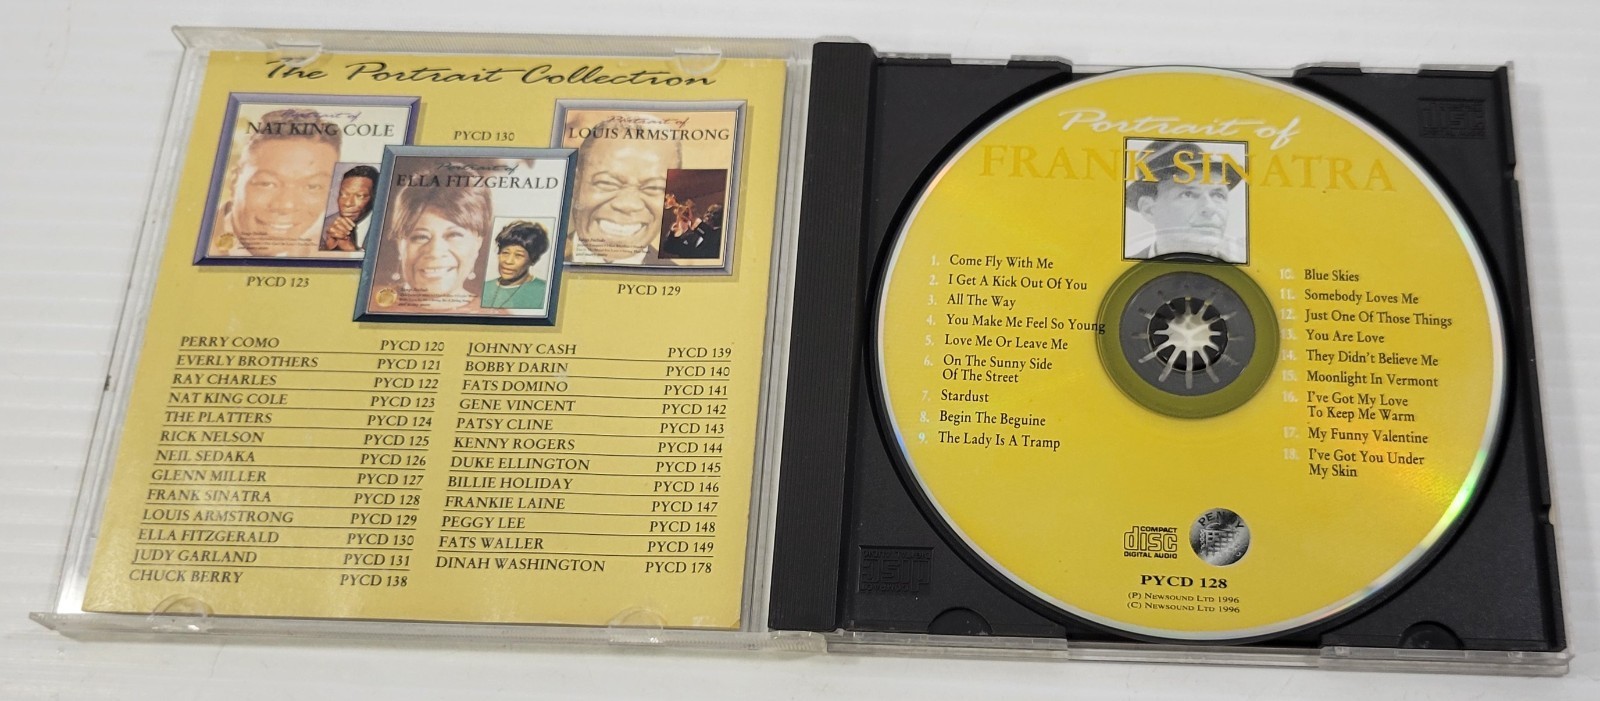 The Portrait Collection
Portrait of
NAT KING COLE
PYCD 123
PYCD 130
Portrait of
ELLA FITZGERALD
Portrait of
LOUIS ARMSTRONG
PYCD 129
PERRY COMO PYCD 120
EVERLY BROTHERS PYCD 121
RAY CHARLES PYCD 122
NAT KING COLE PYCD 123
THE PLATTERS PYCD 124
RICK NELSON PYCD 125
NEIL SEDAKA PYCD 126
GLENN MILLER PYCD 127
FRANK SINATRA PYCD 128
LOUIS ARMSTRONG PYCD 129
ELLA FITZGERALD PYCD 130
JUDY GARLAND PYCD 131
CHUCK BERRY PYCD 138
JOHNNY CASH PYCD 139
BOBBY DARIN PYCD 140
FATS DOMINO PYCD 141
GENE VINCENT PYCD 142
PATSY CLINE PYCD 143
KENNY ROGERS PYCD 144
DUKE ELLINGTON PYCD 145
BILLIE HOLIDAY PYCD 146
FRANKIE LAINE PYCD 147
PEGGY LEE PYCD 148
FATS WALLER PYCD 149
DINAH WASHINGTON PYCD 178
Portrait of
FRANK SINATRA
1. Come Fly With Me
2. I Get A Kick Out Of You
3. All The Way
4. You Make Me Feel So Young
5. Love Me Or Leave Me
6. On The Sunny Side
Of The Street
7. Stardust
8. Begin The Beguine
9. The Lady Is A Tramp
10. Blue Skies
11. Somebody Loves Me
12. Just One Of Those Things
13. You Are Love
14. They Didn't Believe Me
15. Moonlight In Vermont
16. I've Got My Love
To Keep Me Warm
17. My Funny Valentine
18. I've Got You Under
My Skin
COMPACT
disc
DIGITAL AUDIO
PYCD 128
(P) NEWSOUND LTD 1996
(C) NEWSOUND LTD 1996